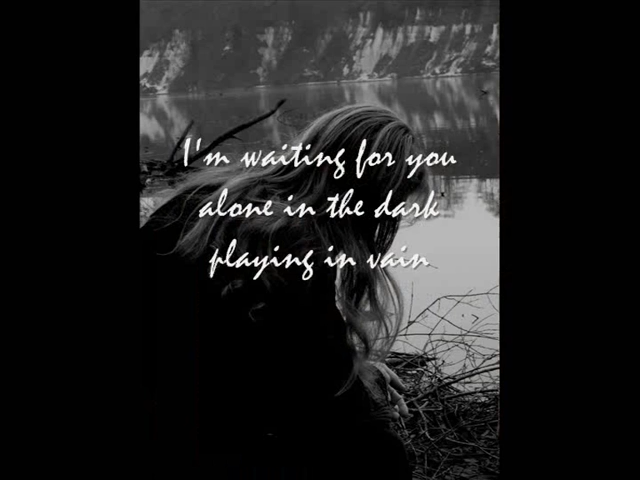 I'm waiting for you
alone in the dark
playing in vain